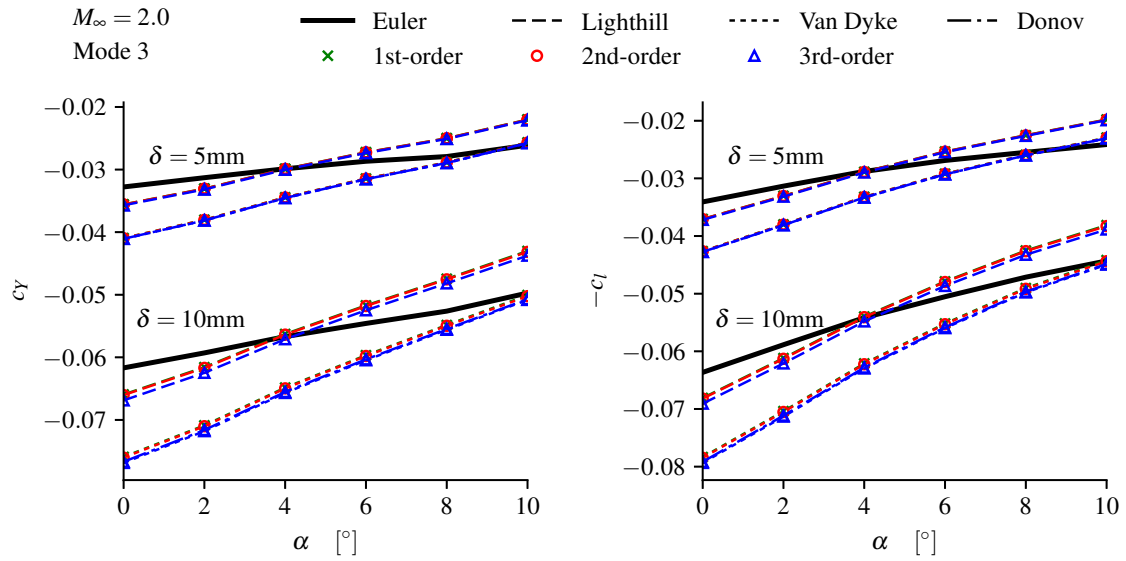 M∞ = 2.0
Mode 3
Euler
Lighthill
Van Dyke
Donov
1st-order
2nd-order
3rd-order
−0.02
−0.03
−0.04
−0.05
−0.06
−0.07
c_Y
δ = 5mm
δ = 10mm
0 2 4 6 8 10
α [°]
−0.02
−0.03
−0.04
−0.05
−0.06
−0.07
−0.08
−c_l
δ = 5mm
δ = 10mm
0 2 4 6 8 10
α [°]